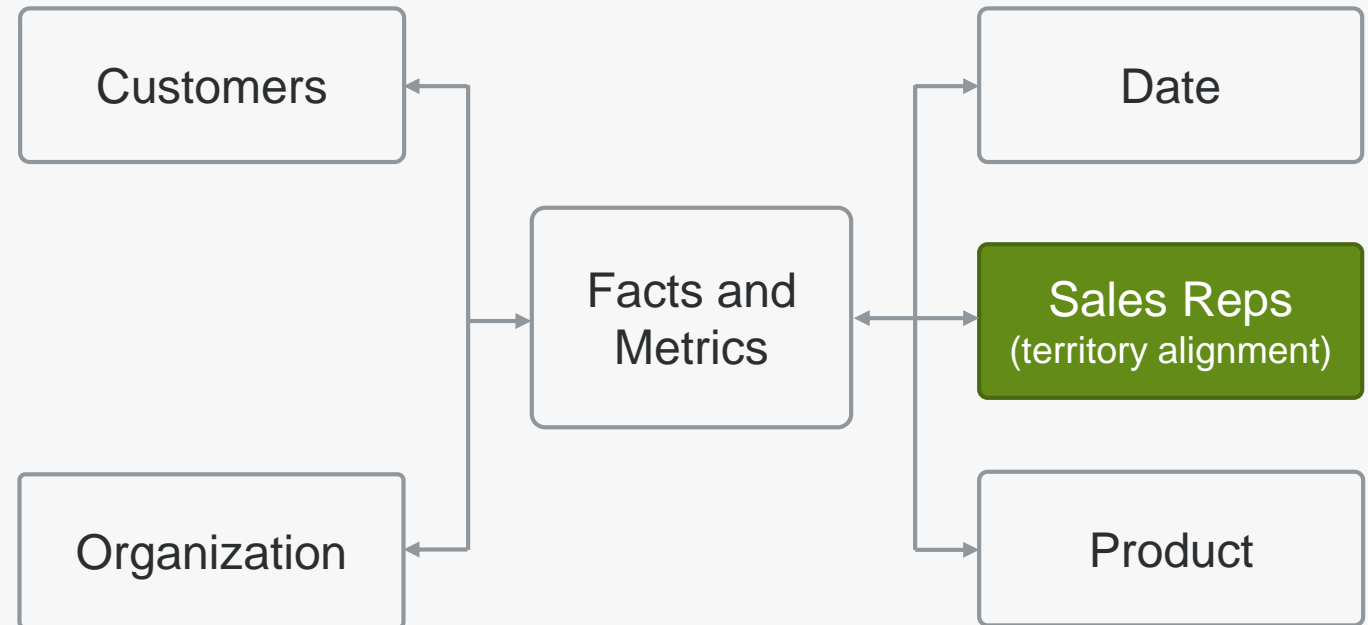 Customers
Date
Facts and
Metrics
Sales Reps
(territory alignment)
Organization
Product